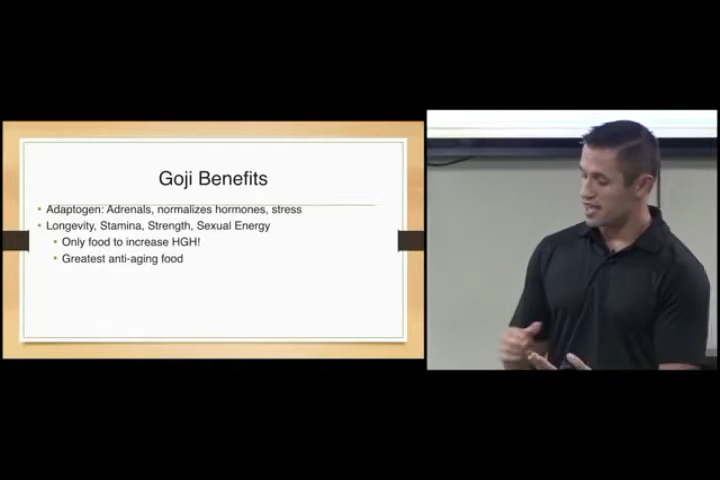 Goji Benefits
• Adaptogen: Adrenals, normalizes hormones, stress
• Longevity, Stamina, Strength, Sexual Energy
• Only food to increase HGH!
• Greatest anti-aging food